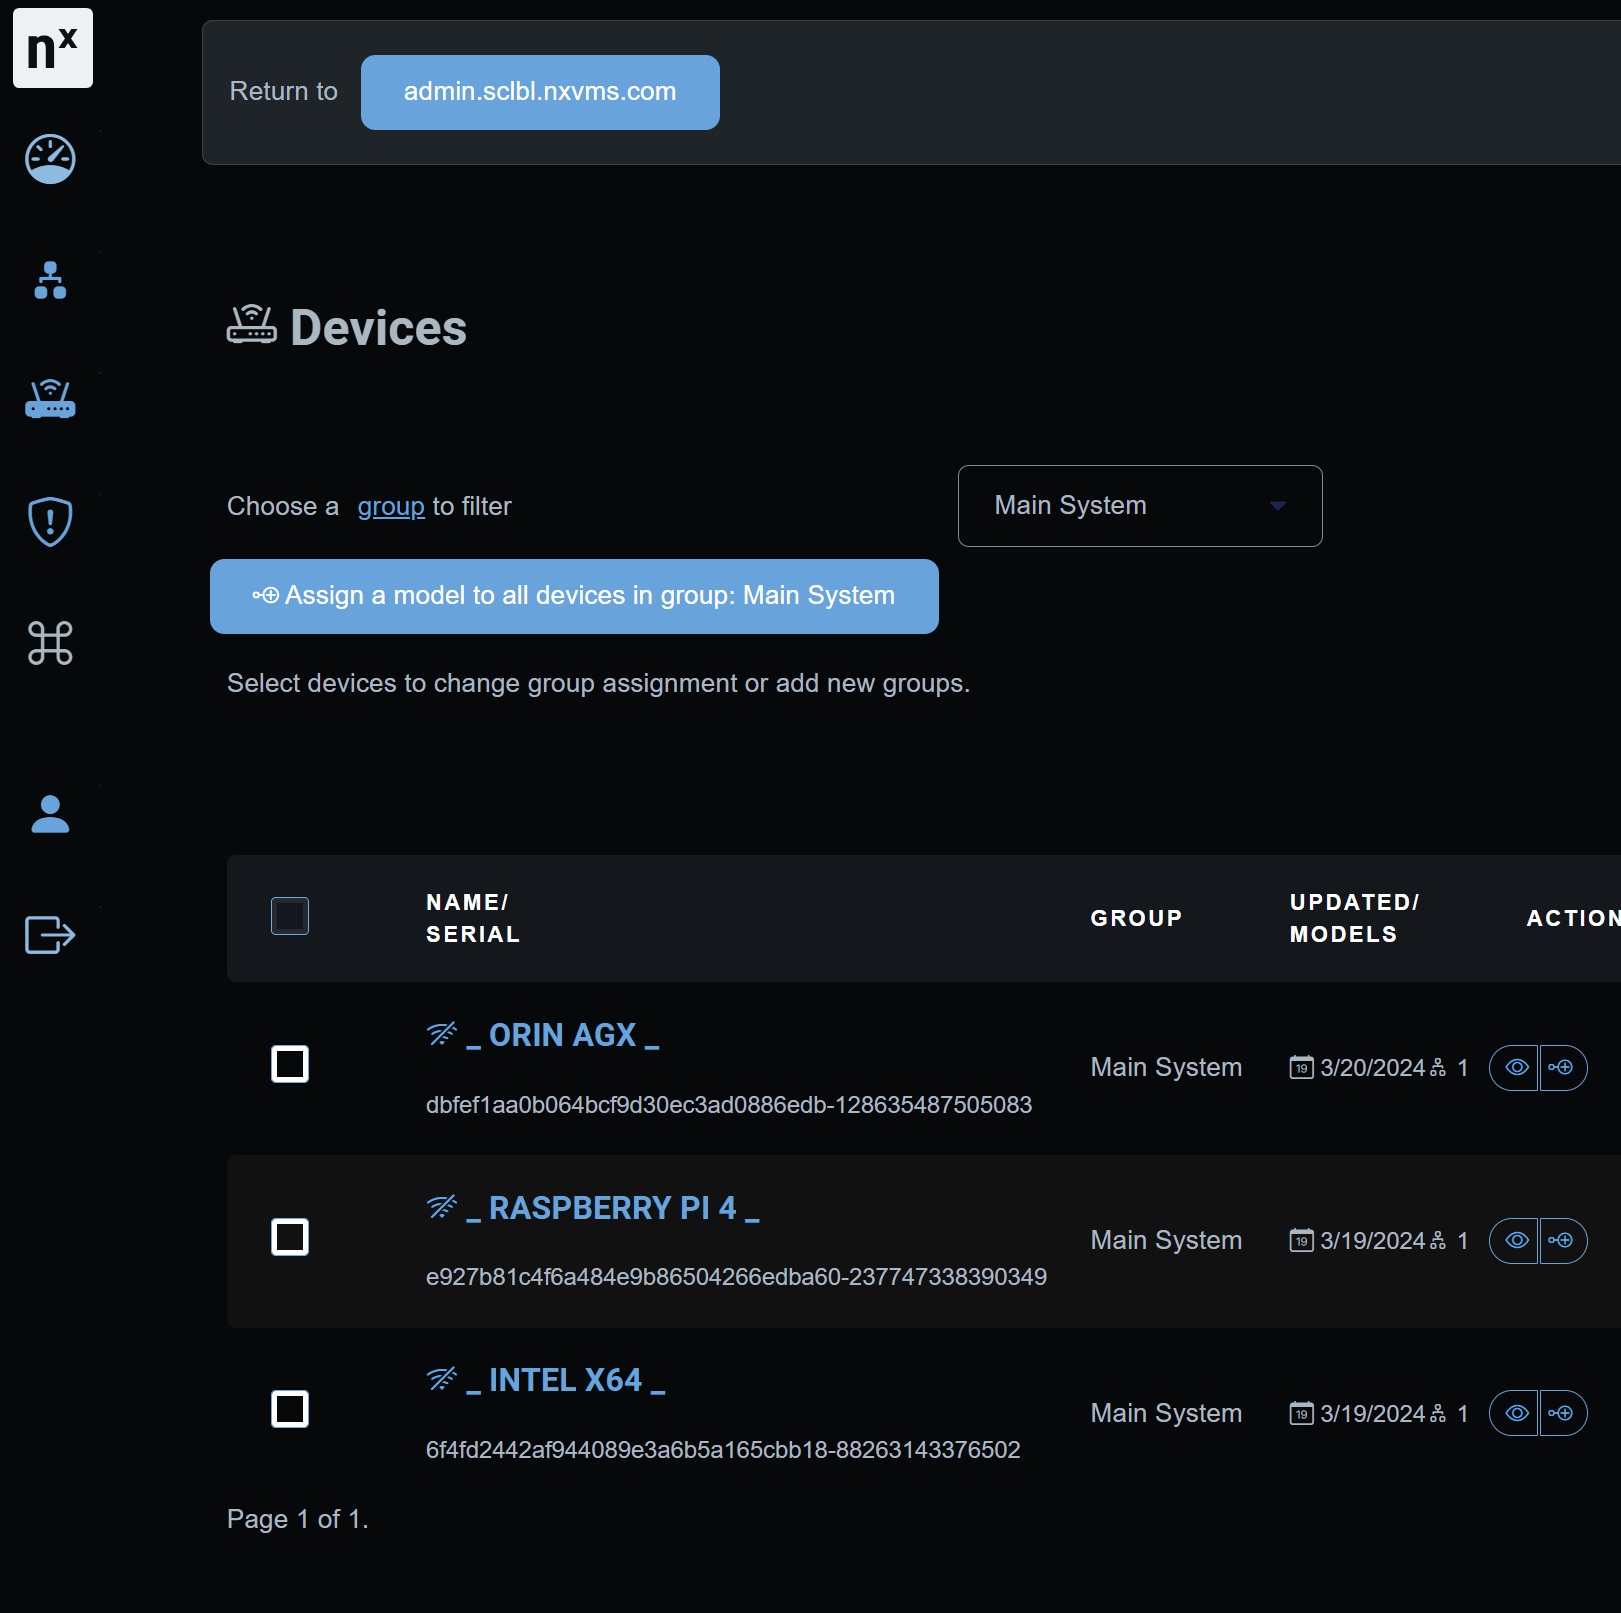 nx
Return to admin.sclbl.nxvms.com
Devices
Choose a group to filter
Main System
Assign a model to all devices in group: Main System
Select devices to change group assignment or add new groups.
NAME/
SERIAL
GROUP
UPDATED/
MODELS
ACTION
_ ORIN AGX _
dbfef1aa0b064bcf9d30ec3ad0886edb-128635487505083
Main System
19 3/20/2024 1
_ RASPBERRY PI 4 _
e927b81c4f6a484e9b86504266edba60-237747338390349
Main System
19 3/19/2024 1
_ INTEL X64 _
6f4fd2442af944089e3a6b5a165cbb18-88263143376502
Main System
19 3/19/2024 1
Page 1 of 1.